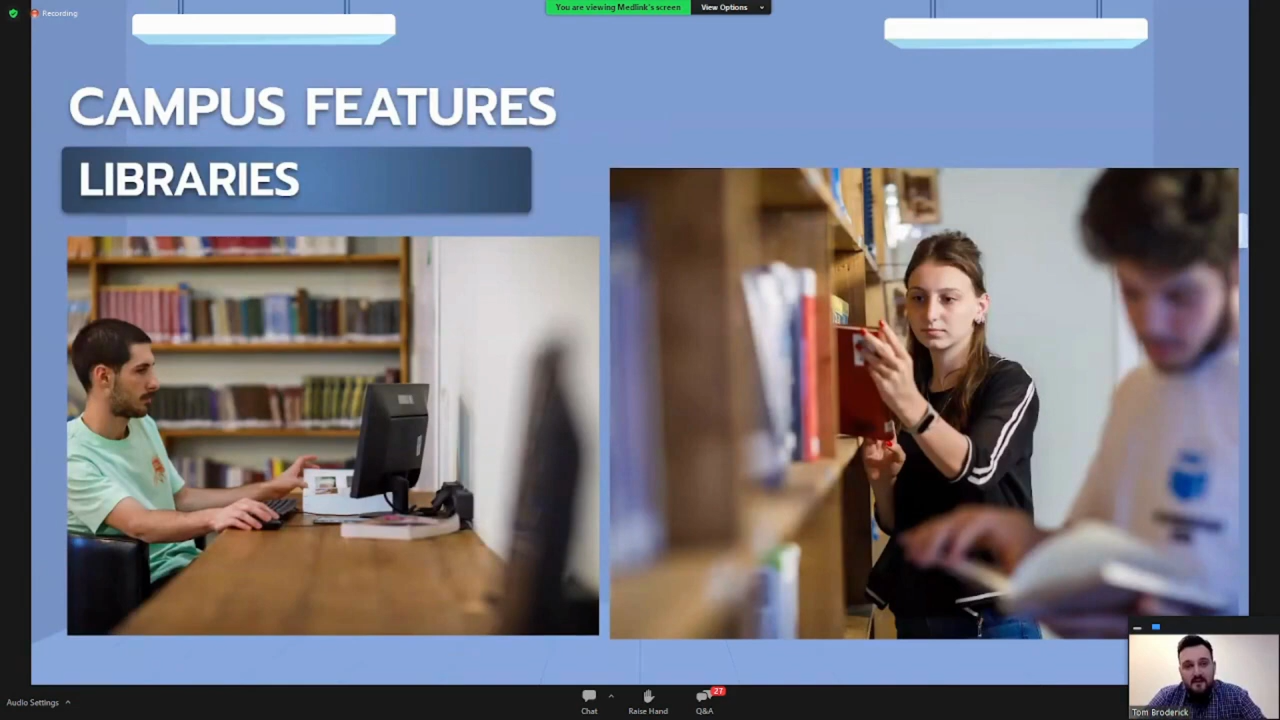 Recording
You are viewing Medlink's screen
View Options
CAMPUS FEATURES
LIBRARIES
Tom Broderick
Audio Settings
Chat
Raise Hand
27
Q&A